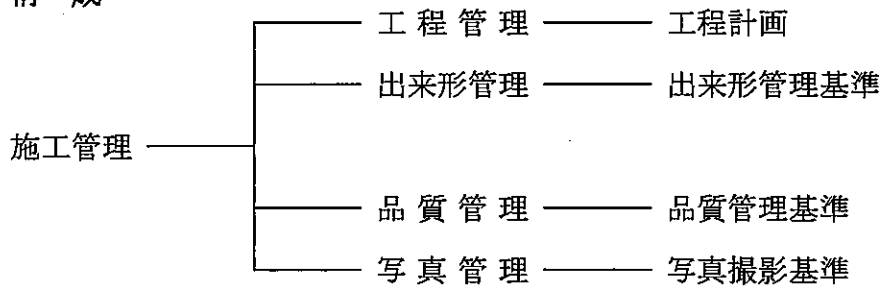 構成
工程管理 工程計画
出来形管理 出来形管理基準
施工管理
品質管理 品質管理基準
写真管理 写真撮影基準